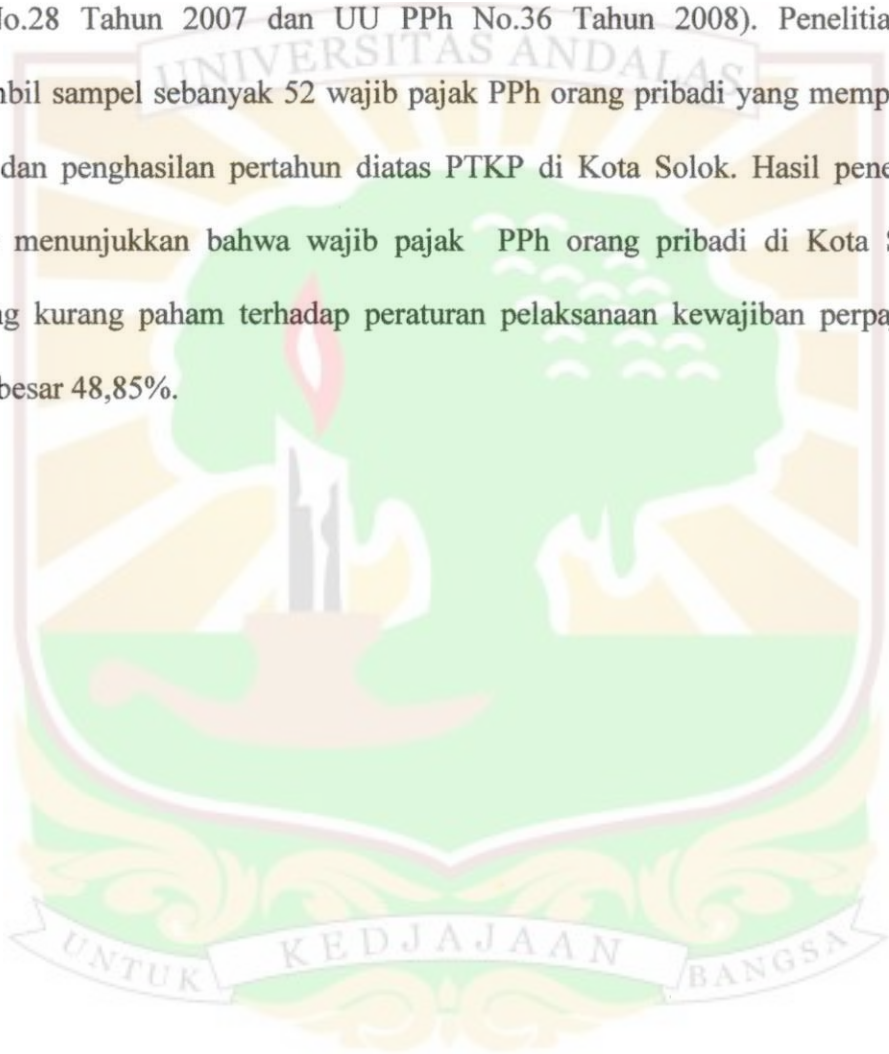 No.28 Tahun 2007 dan UU PPh No.36 Tahun 2008). Penelitia
UNIVERSITAS ANDALAS
mbil sampel sebanyak 52 wajib pajak PPh orang pribadi yang memp
dan penghasilan pertahun diatas PTKP di Kota Solok. Hasil pene
menunjukkan bahwa wajib pajak PPh orang pribadi di Kota S
ng kurang paham terhadap peraturan pelaksanaan kewajiban perpa
besar 48,85%.
UNTUK KEDJAJAAN BANGSA